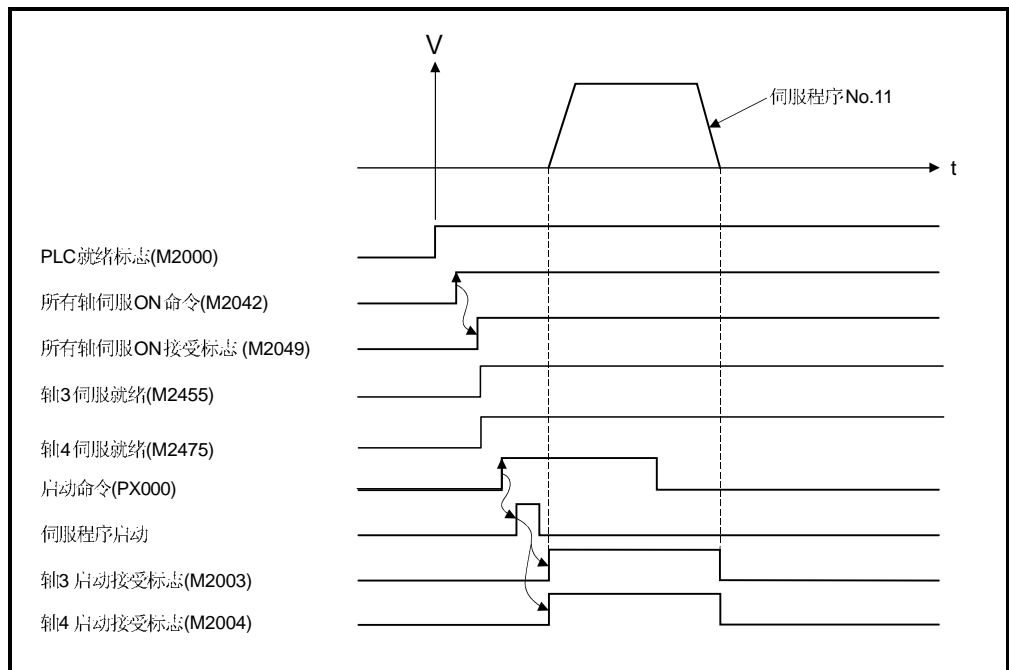 V
伺服程序No.11
t
PLC就绪标志(M2000)
所有轴伺服ON命令(M2042)
所有轴伺服ON接受标志(M2049)
轴3伺服就绪(M2455)
轴4伺服就绪(M2475)
启动命令(PX000)
伺服程序启动
轴3 启动接受标志(M2003)
轴4 启动接受标志(M2004)